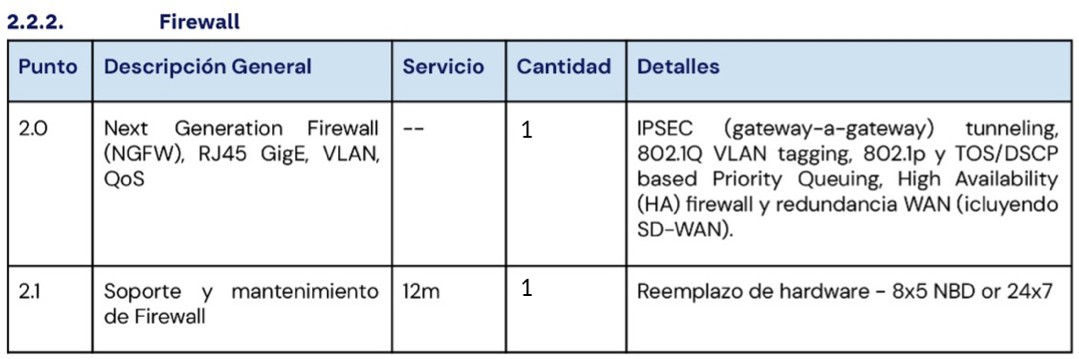 2.2.2. Firewall
Punto Descripción General Servicio Cantidad Detalles
2.0 Next Generation Firewall -- 1 IPSEC (gateway-a-gateway) tunneling,
(NGFW), RJ45 GigE, VLAN, 802.1Q VLAN tagging, 802.1p y TOS/DSCP
QoS based Priority Queuing, High Availability
(HA) firewall y redundancia WAN (icluyendo
SD-WAN).
2.1 Soporte y mantenimiento 12m 1 Reemplazo de hardware – 8x5 NBD or 24x7
de Firewall